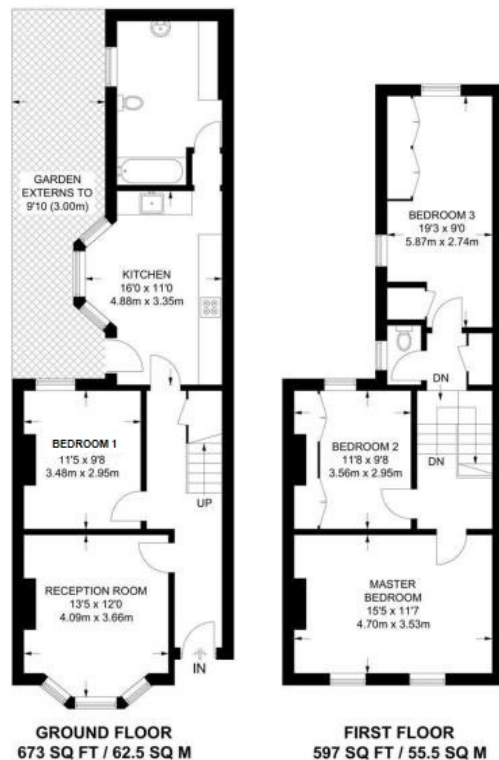 GARDEN
EXTERNS TO
9'10 (3.00m)
KITCHEN
16'0 x 11'0
4.88m x 3.35m
BEDROOM 1
11'5 x 9'8
3.48m x 2.95m
UP
RECEPTION ROOM
13'5 x 12'0
4.09m x 3.66m
IN
GROUND FLOOR
673 SQ FT / 62.5 SQ M
BEDROOM 3
19'3 x 9'0
5.87m x 2.74m
DN
DN
BEDROOM 2
11'8 x 9'8
3.56m x 2.95m
MASTER
BEDROOM
15'5 x 11'7
4.70m x 3.53m
FIRST FLOOR
597 SQ FT / 55.5 SQ M